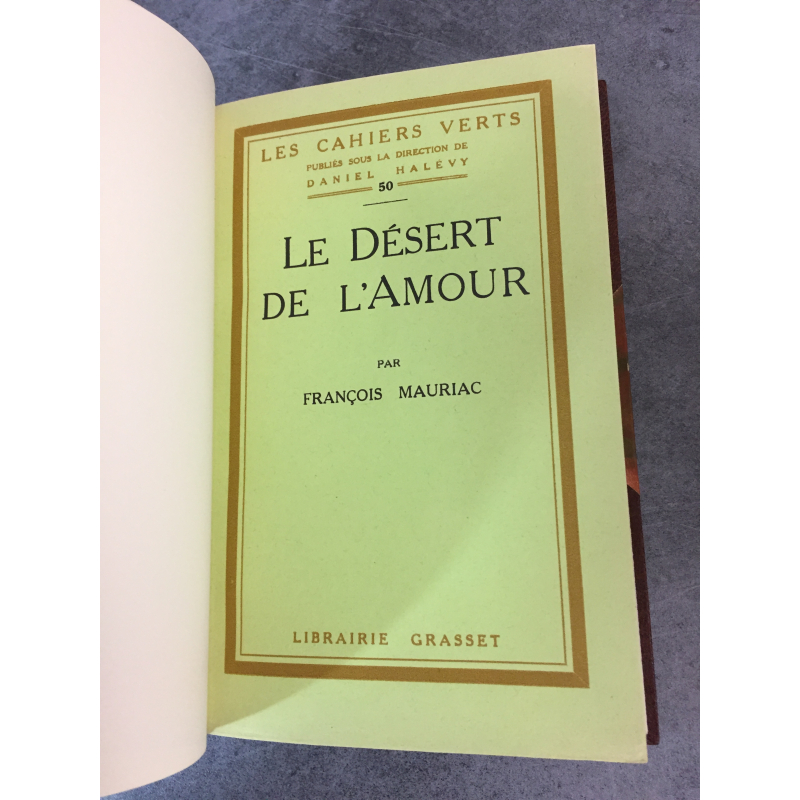 LES CAHIERS VERTS
PUBLIÉS SOUS LA DIRECTION DE
DANIEL HALÉVY
50
LE DÉSERT
DE L'AMOUR
PAR
FRANÇOIS MAURIAC
LIBRAIRIE GRASSET